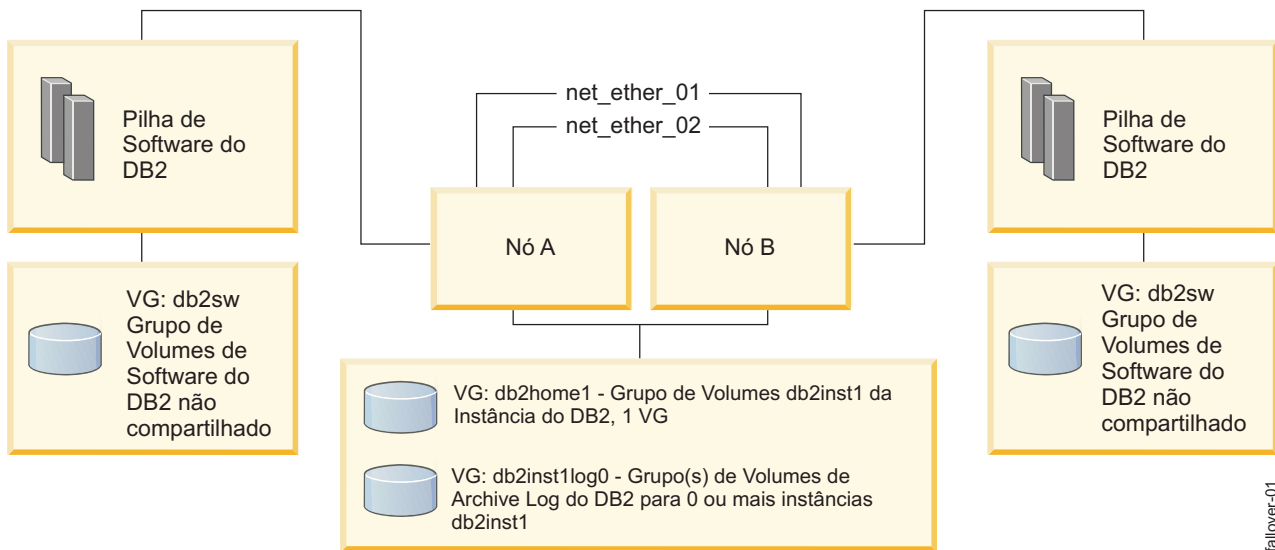 Pilha de
Software do
DB2
VG: db2sw
Grupo de
Volumes de
Software do
DB2 não
compartilhado
net_ether_01
net_ether_02
Nó A
Nó B
VG: db2home1 - Grupo de Volumes db2inst1 da
Instância do DB2, 1 VG
VG: db2inst1log0 - Grupo(s) de Volumes de
Archive Log do DB2 para 0 ou mais instâncias
db2inst1
Pilha de
Software do
DB2
VG: db2sw
Grupo de
Volumes de
Software do
DB2 não
compartilhado
fallover-01